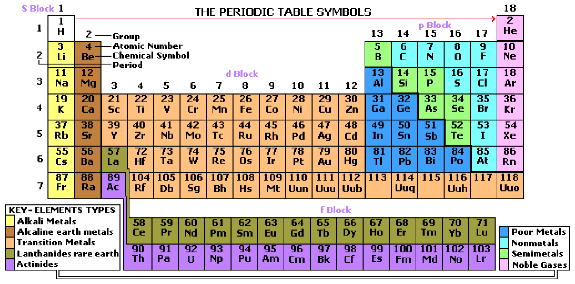 S Block 1 THE PERIODIC TABLE SYMBOLS 18
1 1 2
H 2 Group 13 14 p Block 15 16 17 He
3 4 Atomic Number 5 6 7 8 9 10
2 Li Be Chemical Symbol B C N O F Ne
Period
11 12 d Block 13 14 15 16 17 18
3 Na Mg 3 4 5 6 7 8 9 10 11 12 Al Si P S Cl Ar
19 20 21 22 23 24 25 26 27 28 29 30 31 32 33 34 35 36
4 K Ca Sc Ti V Cr Mn Fe Co Ni Cu Zn Ga Ge As Se Br Kr
37 38 39 40 41 42 43 44 45 46 47 48 49 50 51 52 53 54
5 Rb Sr Y Zr Nb Mo Tc Ru Rh Pd Ag Cd In Sn Sb Te I Xe
55 56 57 72 73 74 75 76 77 78 79 80 81 82 83 84 85 86
6 Cs Ba La Hf Ta W Re Os Ir Pt Au Hg Tl Pb Bi Po At Rn
87 88 89 104 105 106 107 108 109 110 111 112 113 114 115 116 117 118
7 Fr Ra Ac Rf Db Sg Bh Hs Mt Uun Uuu Uub Uuq Uuh Uuo
f Block
58 59 60 61 62 63 64 65 66 67 68 69 70 71
Ce Pr Nd Pm Sm Eu Gd Tb Dy Ho Er Tm Yb Lu
90 91 92 93 94 95 96 97 98 99 100 101 102 103
Th Pa U Np Pu Am Cm Bk Cf Es Fm Md No Lr
KEY- ELEMENTS TYPES
Alkali Metals
Alkaline earth metals
Transition Metals
Lanthanides rare earth
Actinides
Poor Metals
Nonmetals
Semimetals
Noble Gases